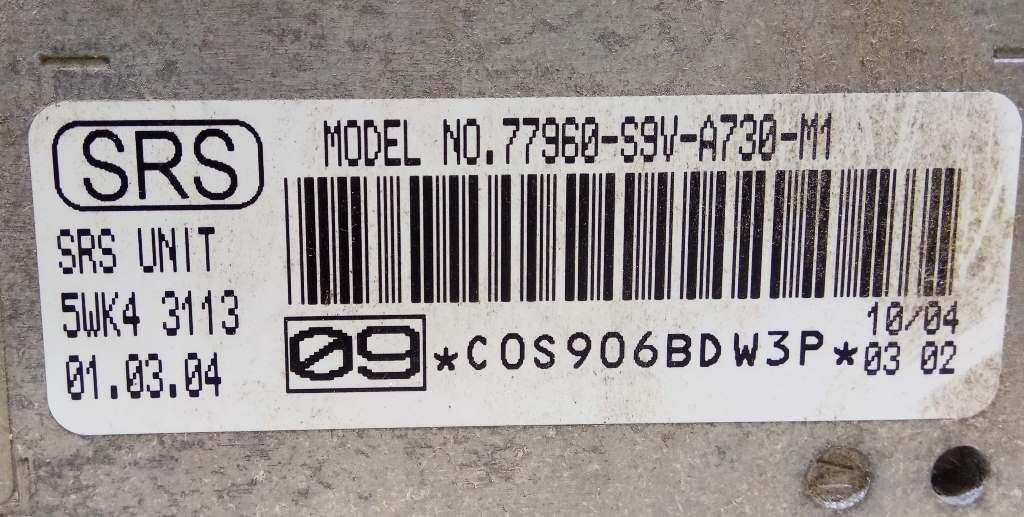 SRS
MODEL NO.77960-S9V-A730-M1
SRS UNIT
5WK4 3113
01.03.04
09 *COS906BDW3P*
10/04
03 02